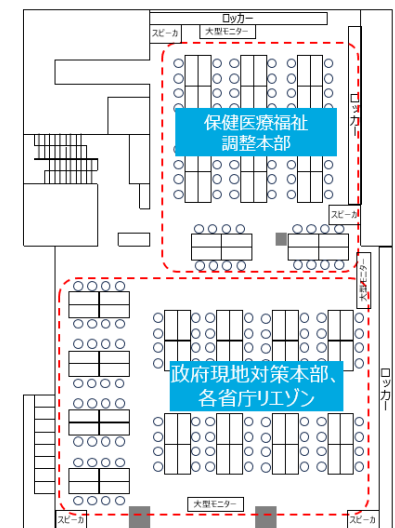 ロッカー
スピーカ
大型モニター
ロッカー
保健医療福祉
調整本部
スピーカ
大型モニター
政府現地対策本部、
各省庁リエゾン
ロッカー
大型モニター
スピーカ
スピーカ